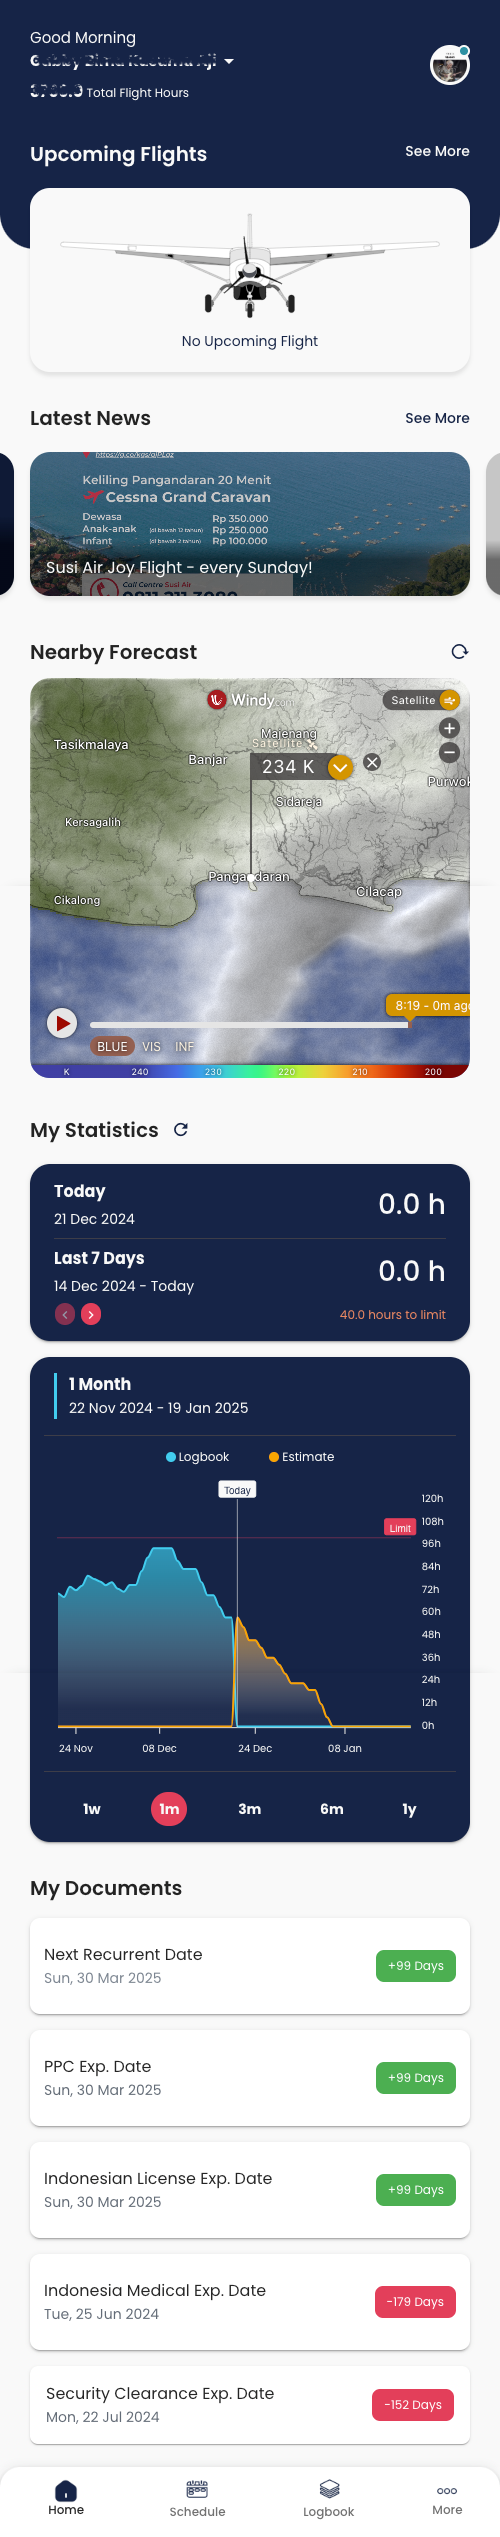 Good Morning
Total Flight Hours
Upcoming Flights
See More
No Upcoming Flight
Latest News
See More
https://g.co/kgs/qjPLqz
Keliling Pangandaran 20 Menit
Cessna Grand Caravan
Dewasa Rp 350.000
Anak-anak (di bawah 12 tahun) Rp 250.000
Infant (di bawah 2 tahun) Rp 100.000
Susi Air Joy Flight - every Sunday!
Call Centre Susi Air
0811 211 3080
Nearby Forecast
Windy.com
Satellite
Tasikmalaya
Majenang
Satellite
Banjar
234 K
Purwok
Sidareja
Kersagalih
Pangandaran
Cilacap
Cikalong
8:19 - 0m ago
BLUE VIS INF
K 240 230 220 210 200
My Statistics
Today
21 Dec 2024
0.0 h
Last 7 Days
14 Dec 2024 - Today
0.0 h
40.0 hours to limit
1 Month
22 Nov 2024 - 19 Jan 2025
Logbook Estimate
Today
120h
Limit
108h
96h
84h
72h
60h
48h
36h
24h
12h
0h
24 Nov 08 Dec 24 Dec 08 Jan
1w 1m 3m 6m 1y
My Documents
Next Recurrent Date
Sun, 30 Mar 2025
+99 Days
PPC Exp. Date
Sun, 30 Mar 2025
+99 Days
Indonesian License Exp. Date
Sun, 30 Mar 2025
+99 Days
Indonesia Medical Exp. Date
Tue, 25 Jun 2024
-179 Days
Security Clearance Exp. Date
Mon, 22 Jul 2024
-152 Days
Home Schedule Logbook More